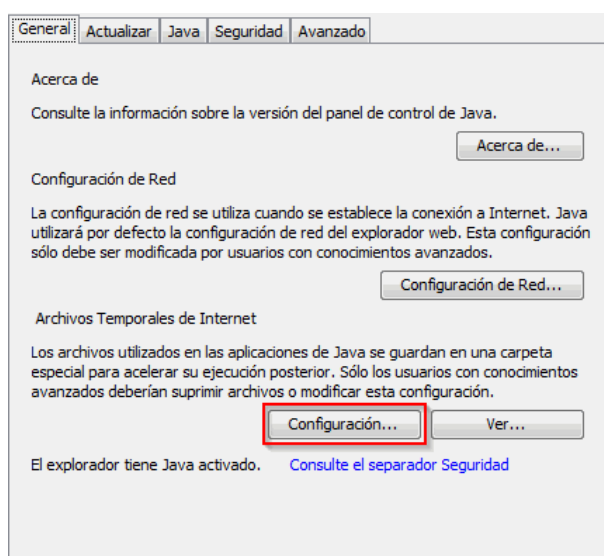 General Actualizar Java Seguridad Avanzado
Acerca de
Consulte la información sobre la versión del panel de control de Java.
Acerca de...
Configuración de Red
La configuración de red se utiliza cuando se establece la conexión a Internet. Java
utilizará por defecto la configuración de red del explorador web. Esta configuración
sólo debe ser modificada por usuarios con conocimientos avanzados.
Configuración de Red...
Archivos Temporales de Internet
Los archivos utilizados en las aplicaciones de Java se guardan en una carpeta
especial para acelerar su ejecución posterior. Sólo los usuarios con conocimientos
avanzados deberían suprimir archivos o modificar esta configuración.
Configuración... Ver...
El explorador tiene Java activado. Consulte el separador Seguridad